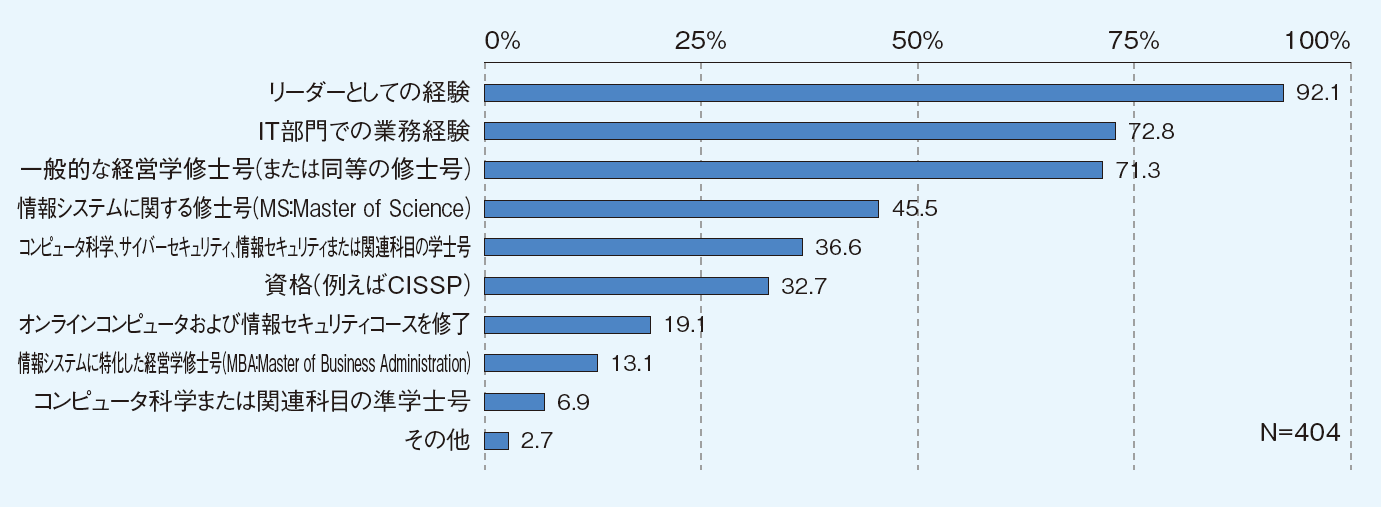 0% 25% 50% 75% 100%
リーダーとしての経験 92.1
IT部門での業務経験 72.8
一般的な経営学修士号(または同等の修士号) 71.3
情報システムに関する修士号(MS:Master of Science) 45.5
コンピュータ科学、サイバーセキュリティ、情報セキュリティまたは関連科目の学士号 36.6
資格(例えばCISSP) 32.7
オンラインコンピュータおよび情報セキュリティコースを修了 19.1
情報システムに特化した経営学修士号(MBA:Master of Business Administration) 13.1
コンピュータ科学または関連科目の準学士号 6.9
その他 2.7
N=404